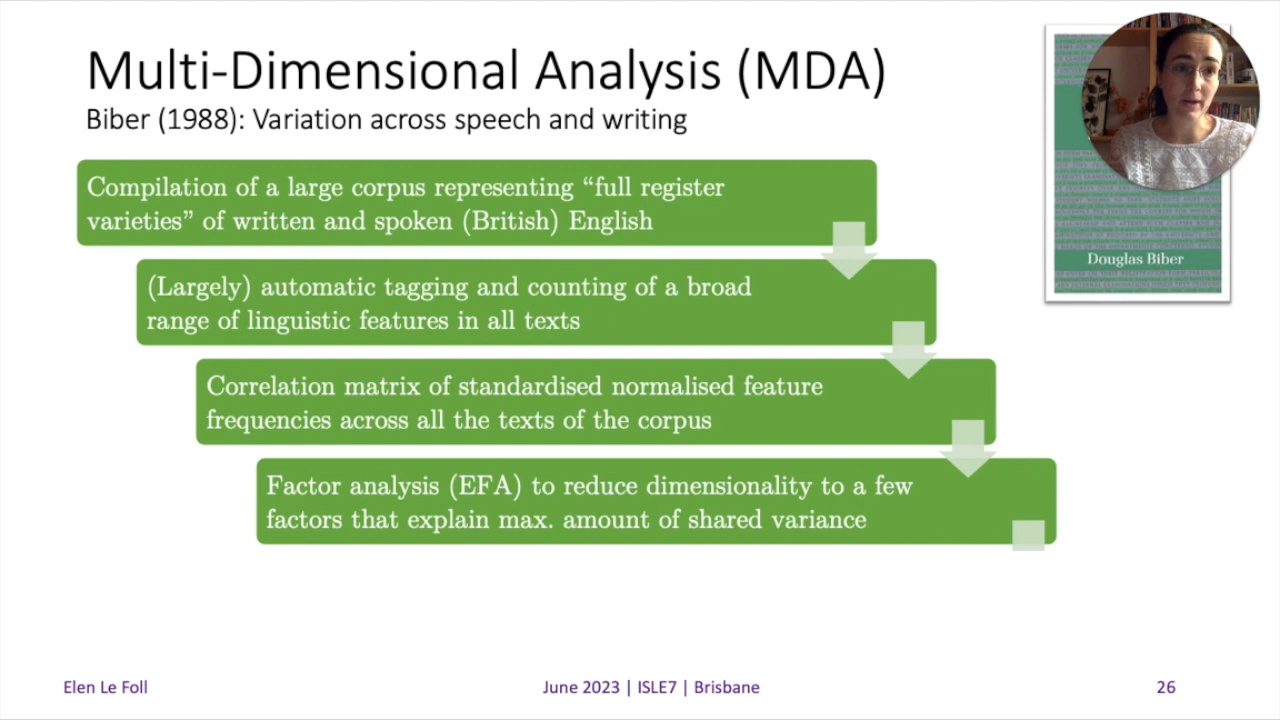 Multi-Dimensional Analysis (MDA)
Biber (1988): Variation across speech and writing
Compilation of a large corpus representing “full register
varieties” of written and spoken (British) English
(Largely) automatic tagging and counting of a broad
range of linguistic features in all texts
Correlation matrix of standardised normalised feature
frequencies across all the texts of the corpus
Factor analysis (EFA) to reduce dimensionality to a few
factors that explain max. amount of shared variance
Douglas Biber
Elen Le Foll
June 2023 | ISLE7 | Brisbane
26